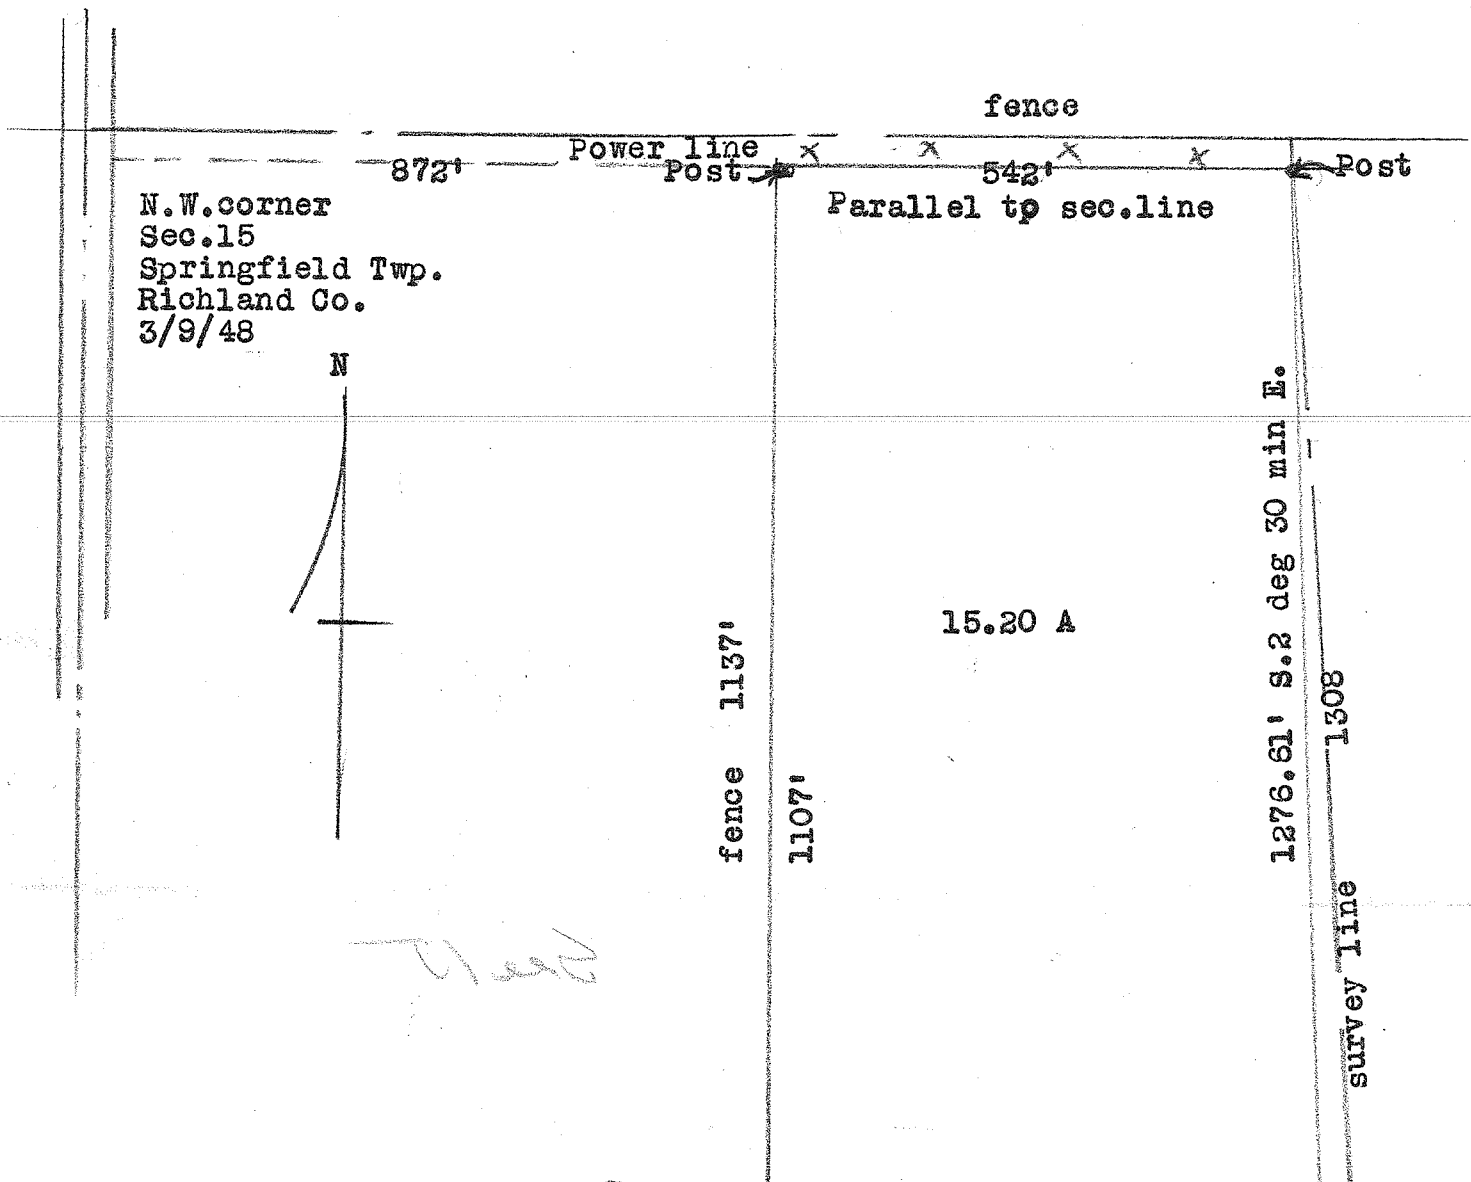 fence
Power line
872'
Post
542'
Post
Parallel to sec.line
N.W.corner
Sec.15
Springfield Twp.
Richland Co.
3/9/48
N
15.20 A
fence 1137'
1107'
1276.61' S.2 deg 30 min E.
1308
survey line